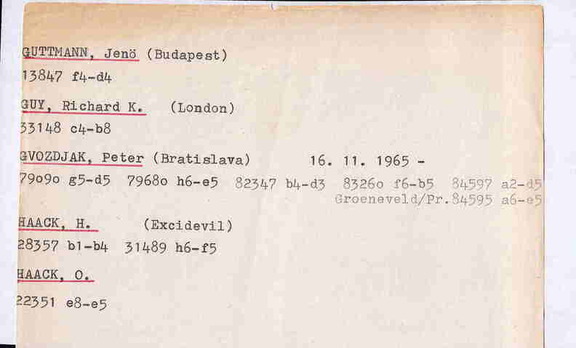 GUTTMANN, Jenö (Budapest)
13847 f4-d4
GUY, Richard K. (London)
33148 c4-b8
GVOZDJAK, Peter (Bratislava) 16. 11. 1965 -
79090 g5-d5 79680 h6-e5 82347 b4-d3 83260 f6-b5 84597 a2-d5
Groeneveld/Pr.84595 a6-e5
HAACK, H. (Excidevil)
28357 b1-b4 31489 h6-f5
HAACK, O.
22351 e8-e5